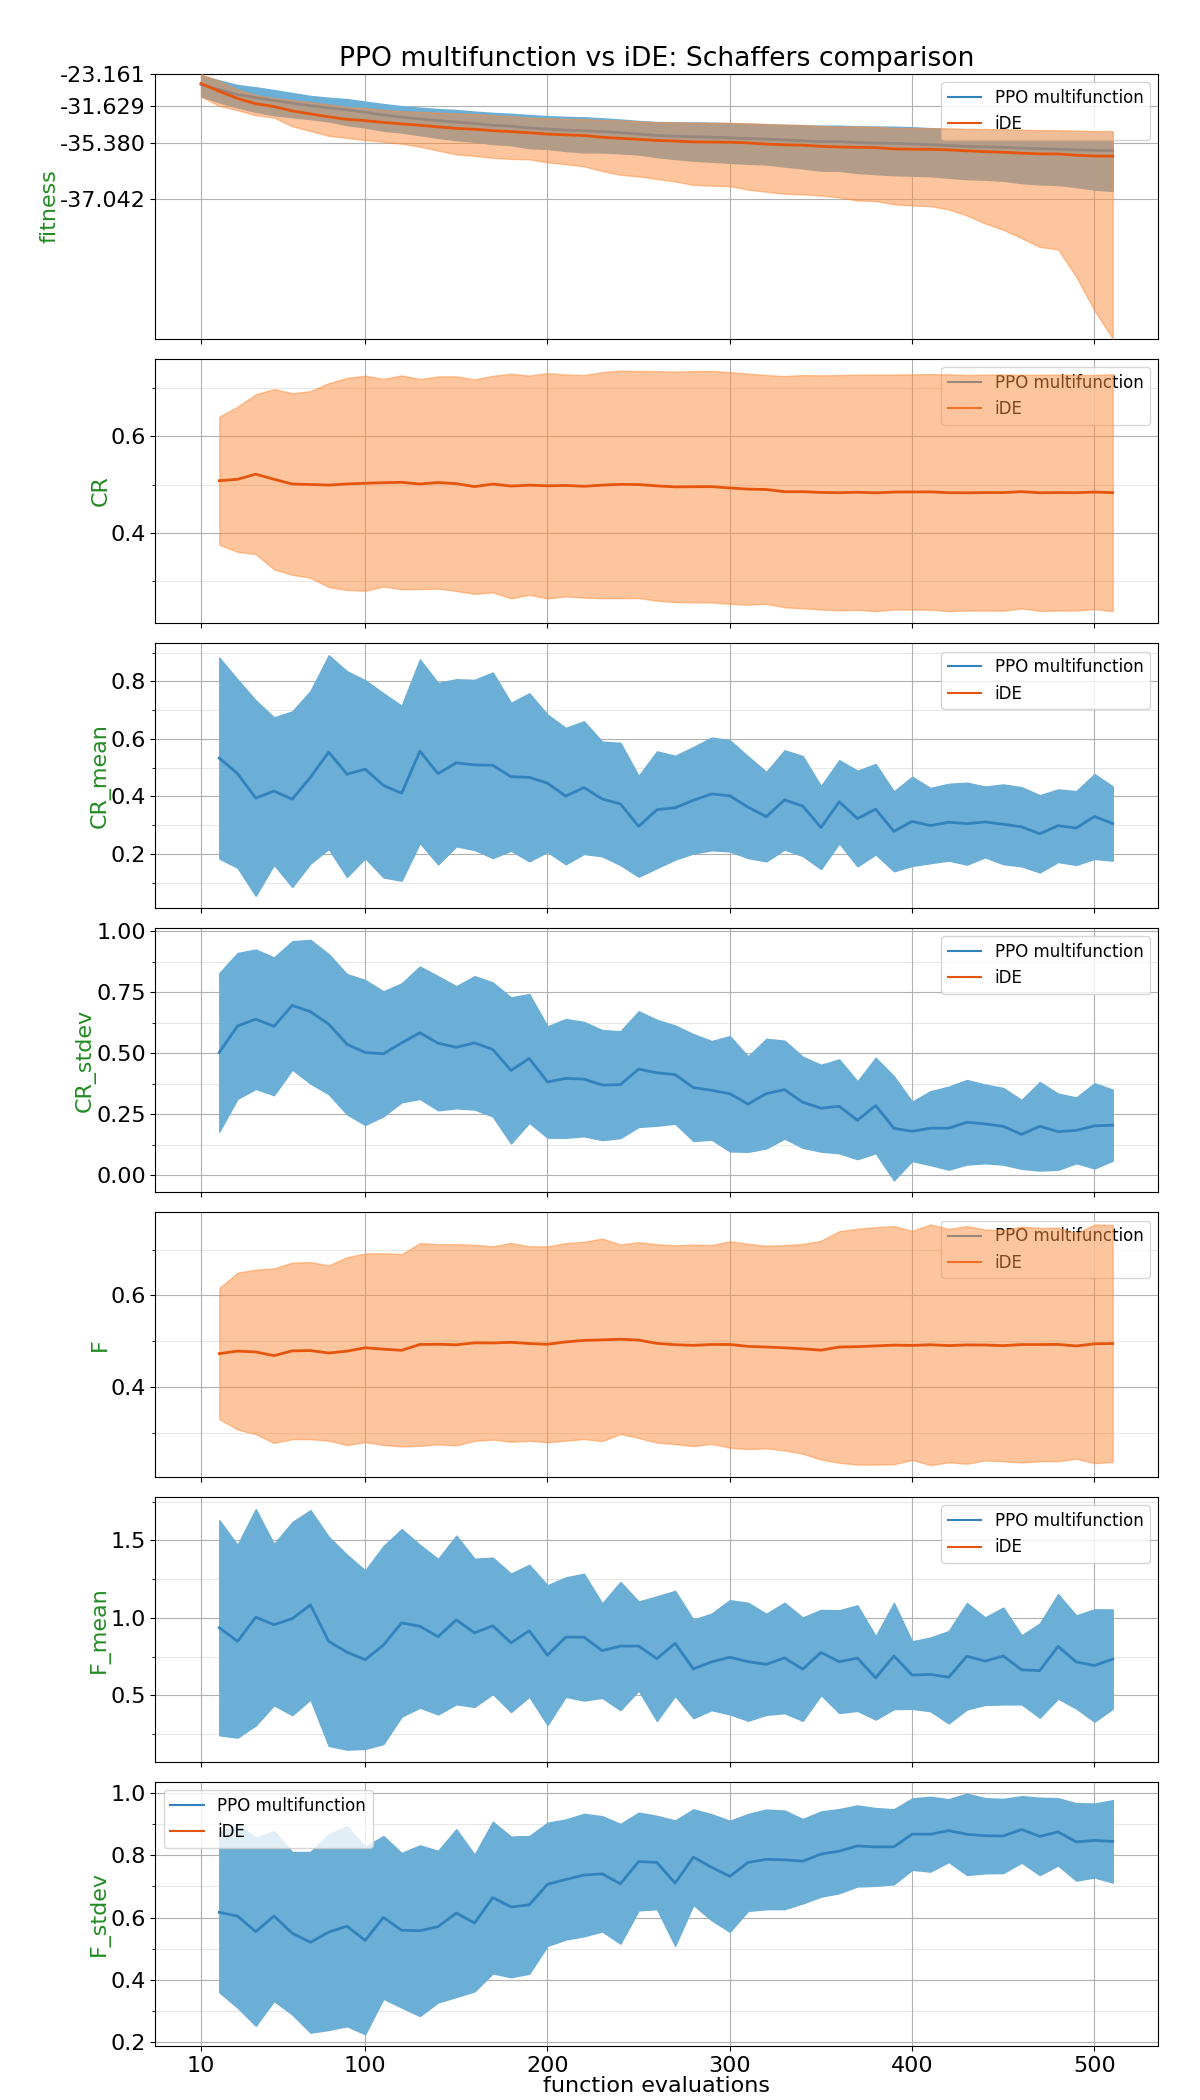 PPO multifunction vs iDE: Schaffers comparison
-23.161
-31.629
-35.380
-37.042
fitness
PPO multifunction
iDE
0.6
0.4
CR
PPO multifunction
iDE
0.8
0.6
0.4
0.2
CR_mean
PPO multifunction
iDE
1.00
0.75
0.50
0.25
0.00
CR_stdev
PPO multifunction
iDE
0.6
0.4
F
PPO multifunction
iDE
1.5
1.0
0.5
F_mean
PPO multifunction
iDE
1.0
0.8
0.6
0.4
0.2
F_stdev
PPO multifunction
iDE
10 100 200 300 400 500
function evaluations